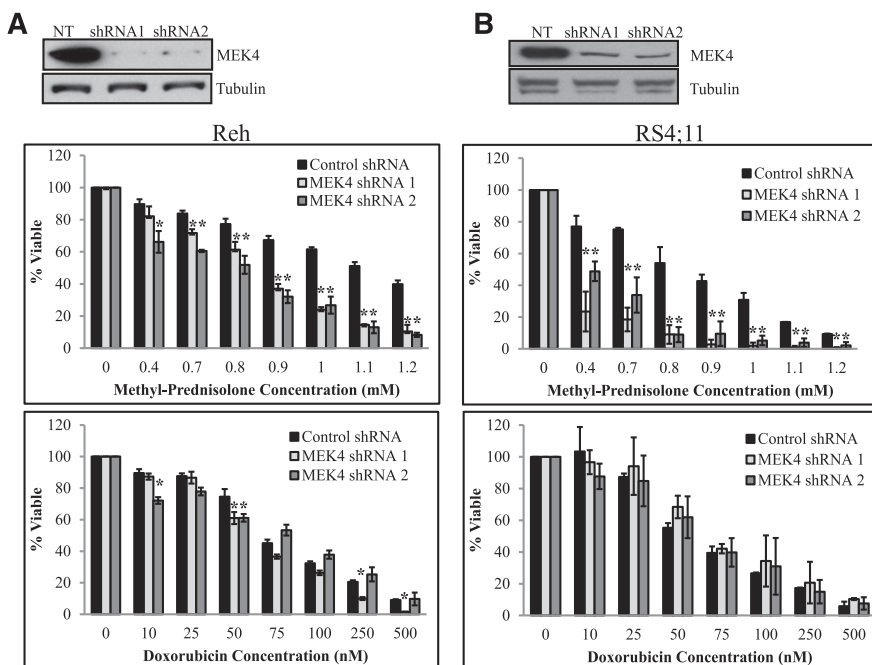 A
NT shRNA1 shRNA2
MEK4
Tubulin
Reh
120
100
80
60
40
20
0
% Viable
Control shRNA
MEK4 shRNA 1
MEK4 shRNA 2
*
**
**
**
**
**
**
0 0.4 0.7 0.8 0.9 1 1.1 1.2
Methyl-Prednisolone Concentration (mM)
120
100
80
60
40
20
0
% Viable
Control shRNA
MEK4 shRNA 1
MEK4 shRNA 2
*
**
*
*
0 10 25 50 75 100 250 500
Doxorubicin Concentration (nM)
B
NT shRNA1 shRNA2
MEK4
Tubulin
RS4;11
120
100
80
60
40
20
0
% Viable
Control shRNA
MEK4 shRNA 1
MEK4 shRNA 2
**
**
**
**
**
**
**
0 0.4 0.7 0.8 0.9 1 1.1 1.2
Methyl-Prednisolone Concentration (mM)
120
100
80
60
40
20
0
% Viable
Control shRNA
MEK4 shRNA 1
MEK4 shRNA 2
0 10 25 50 75 100 250 500
Doxorubicin Concentration (nM)